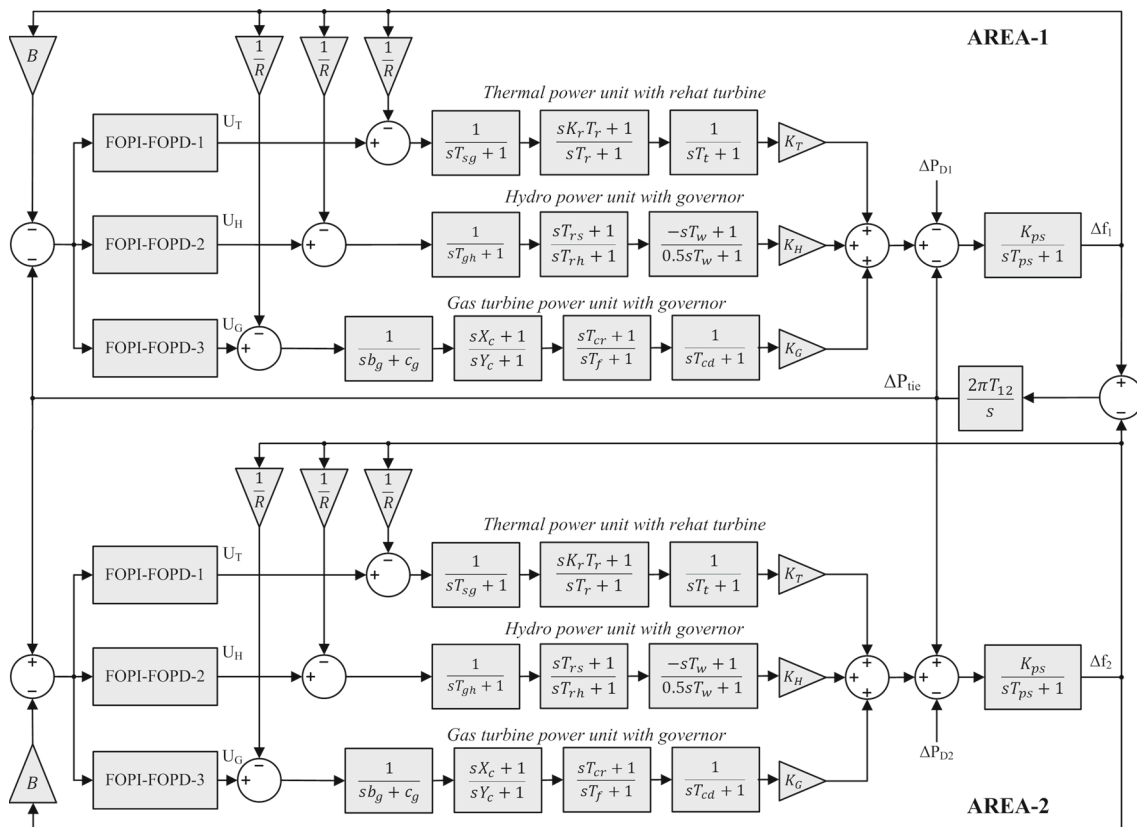 AREA-1
B
1/R
1/R
1/R
Thermal power unit with rehat turbine
FOPI-FOPD-1
U_T
1/(sT_sg + 1)
(sK_rT_r + 1)/(sT_r + 1)
1/(sT_t + 1)
K_T
ΔP_D1
Hydro power unit with governor
FOPI-FOPD-2
U_H
1/(sT_gh + 1)
(sT_rs + 1)/(sT_rh + 1)
(-sT_w + 1)/(0.5sT_w + 1)
K_H
K_ps/(sT_ps + 1)
Δf_1
Gas turbine power unit with governor
FOPI-FOPD-3
U_G
1/(sb_g + c_g)
(sX_c + 1)/(sY_c + 1)
(sT_cr + 1)/(sT_f + 1)
1/(sT_cd + 1)
K_G
ΔP_tie
2πT_12/s
1/R
1/R
1/R
Thermal power unit with rehat turbine
FOPI-FOPD-1
U_T
1/(sT_sg + 1)
(sK_rT_r + 1)/(sT_r + 1)
1/(sT_t + 1)
K_T
Hydro power unit with governor
FOPI-FOPD-2
U_H
1/(sT_gh + 1)
(sT_rs + 1)/(sT_rh + 1)
(-sT_w + 1)/(0.5sT_w + 1)
K_H
K_ps/(sT_ps + 1)
Δf_2
Gas turbine power unit with governor
ΔP_D2
B
FOPI-FOPD-3
U_G
1/(sb_g + c_g)
(sX_c + 1)/(sY_c + 1)
(sT_cr + 1)/(sT_f + 1)
1/(sT_cd + 1)
K_G
AREA-2